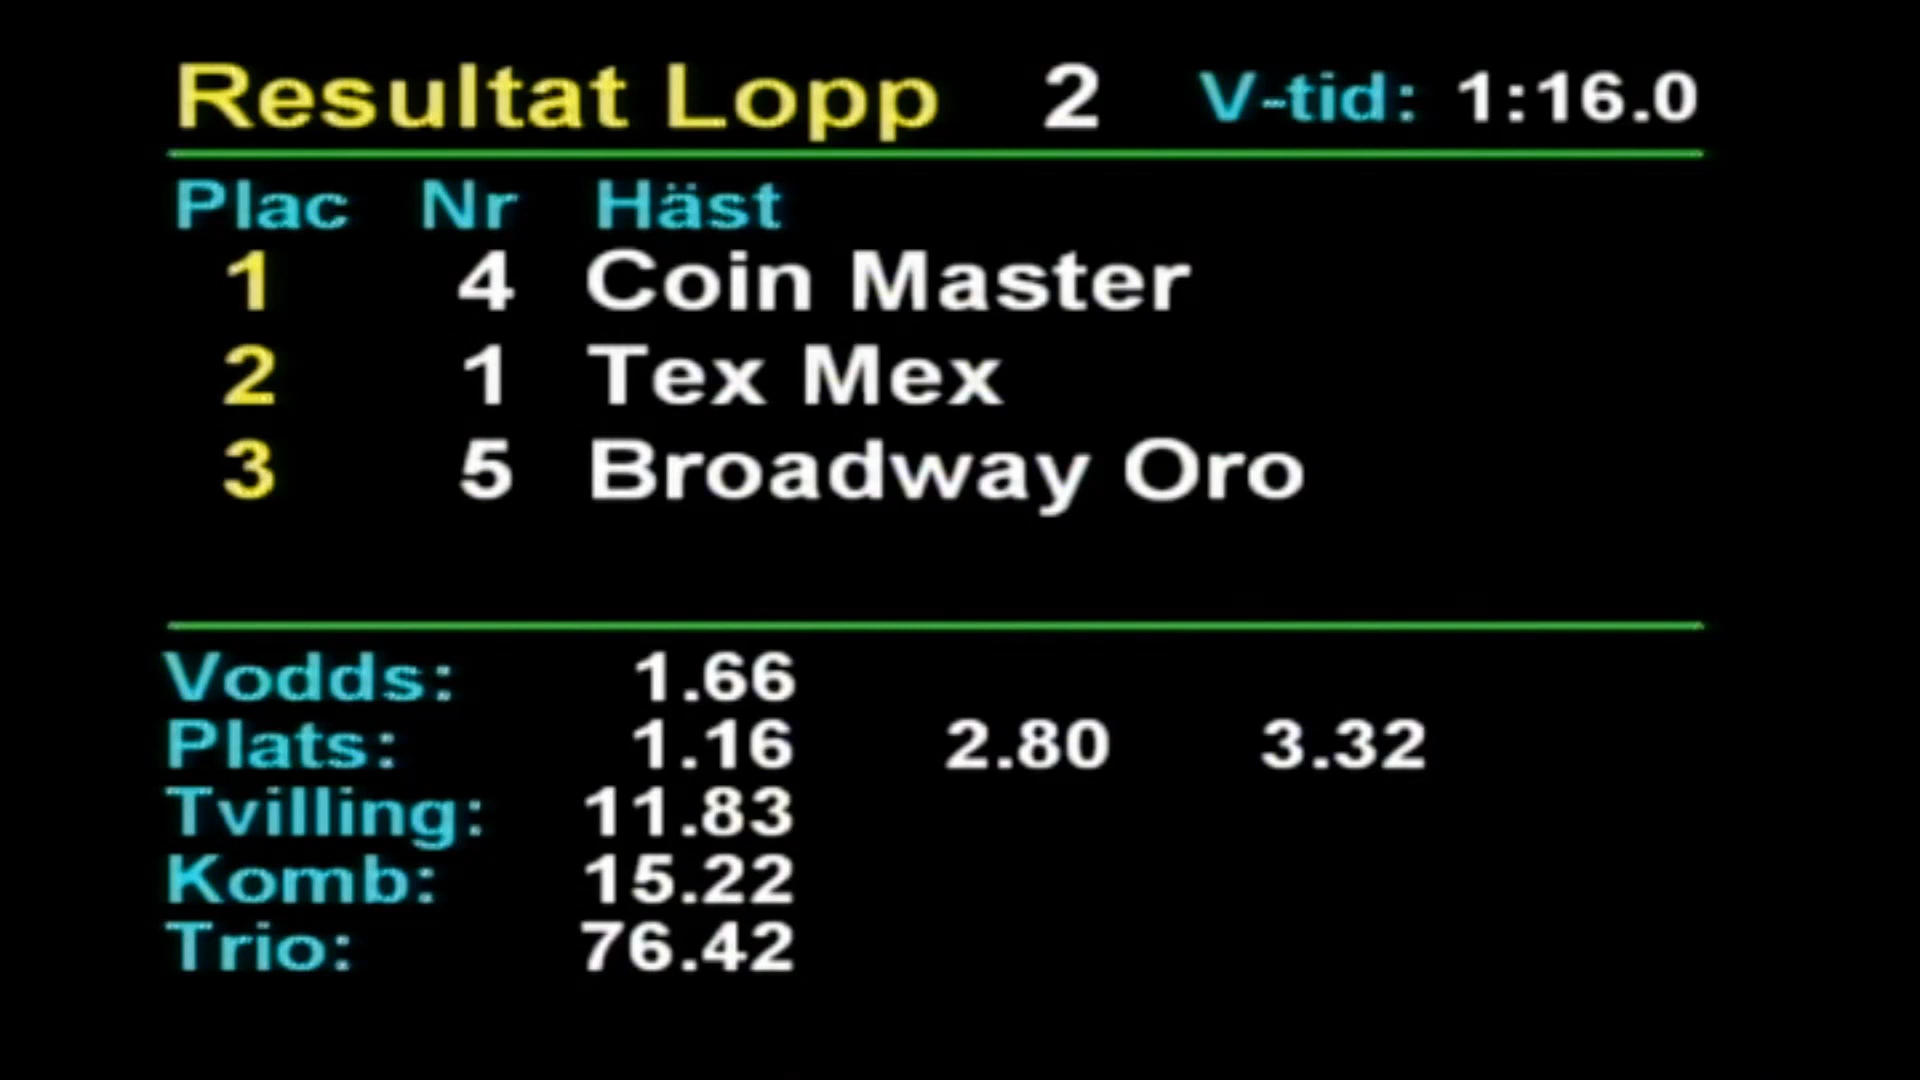 Resultat Lopp 2 V-tid: 1:16.0
Plac Nr Häst
1 4 Coin Master
2 1 Tex Mex
3 5 Broadway Oro
Vodds: 1.66
Plats: 1.16 2.80 3.32
Tvilling: 11.83
Komb: 15.22
Trio: 76.42